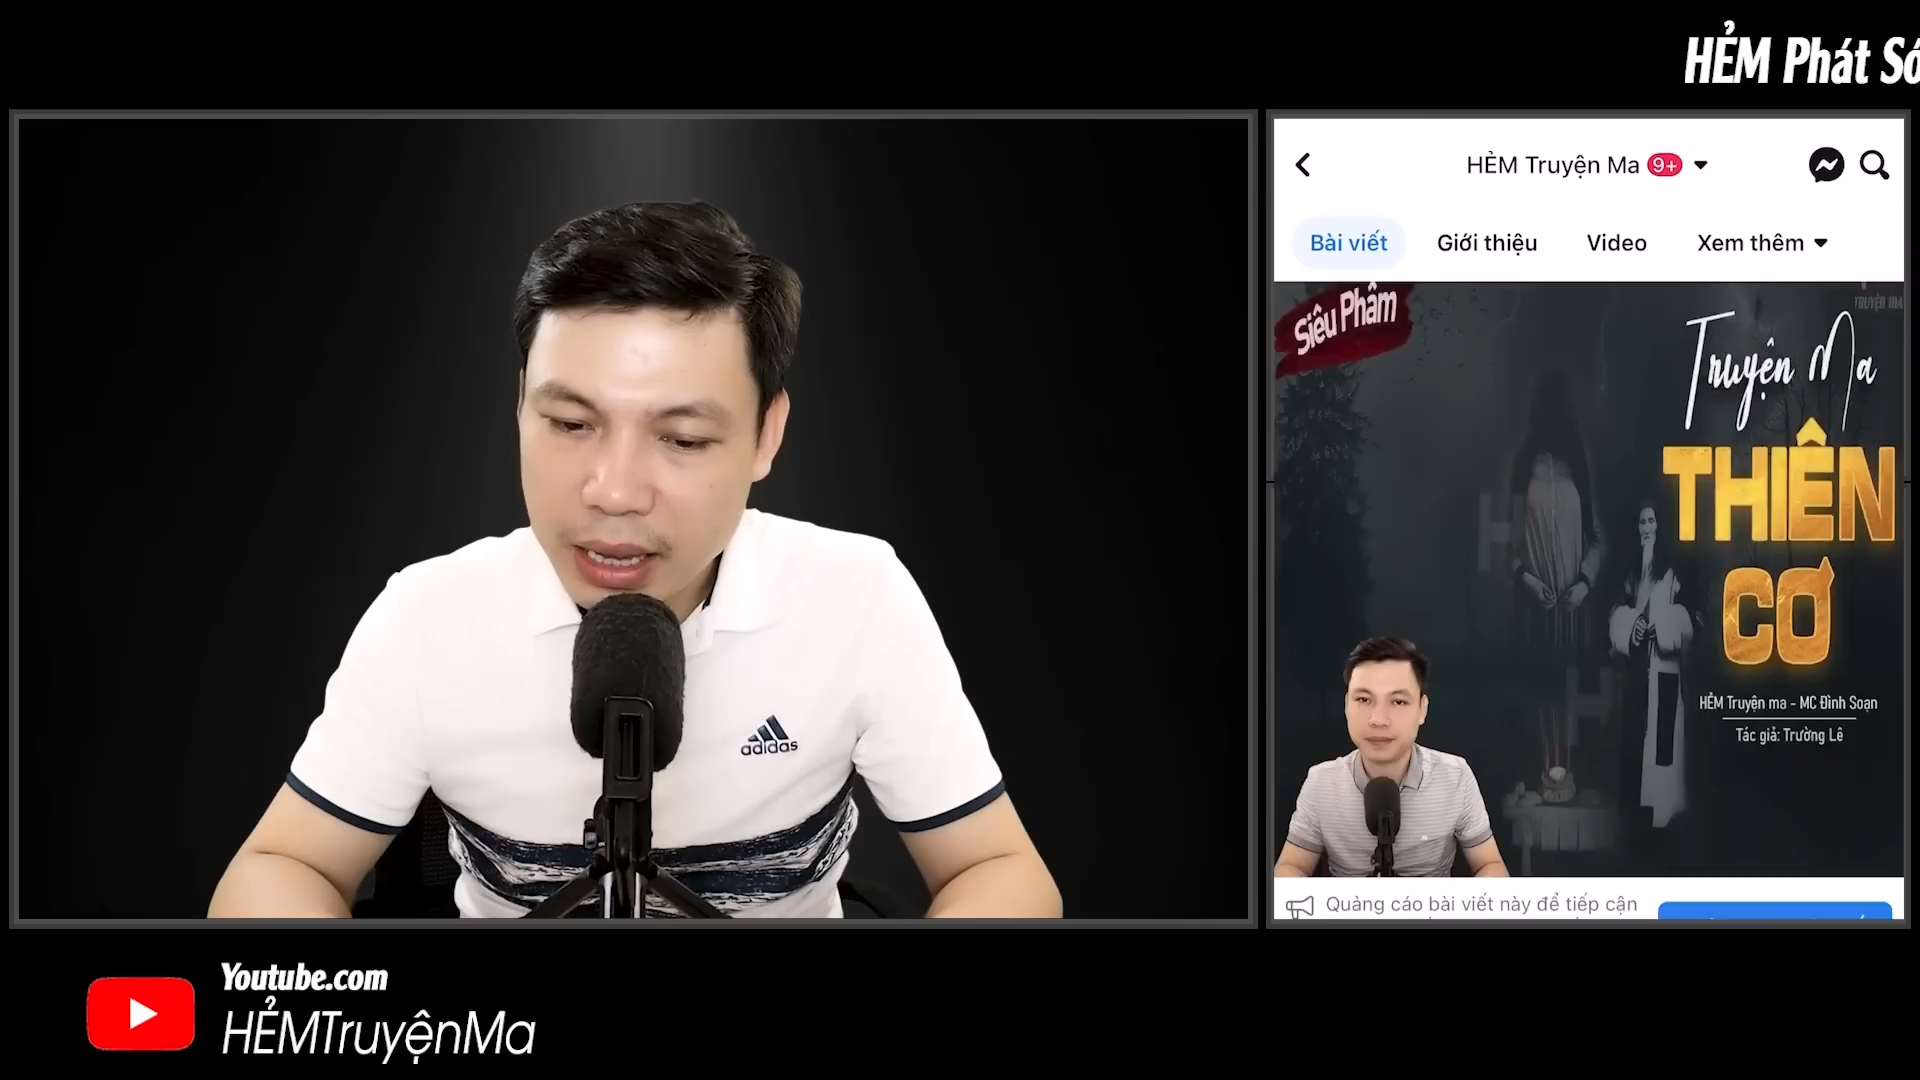 HẺM Phát Só
HẺM Truyện Ma 9+
Bài viết Giới thiệu Video Xem thêm
Siêu Phẩm
TRUYỆN MA
Truyện Ma
THIÊN
CƠ
HẺM Truyện ma - MC Đình Soạn
Tác giả: Trường Lê
adidas
Quảng cáo bài viết này để tiếp cận
Youtube.com
HẺMTruyệnMa